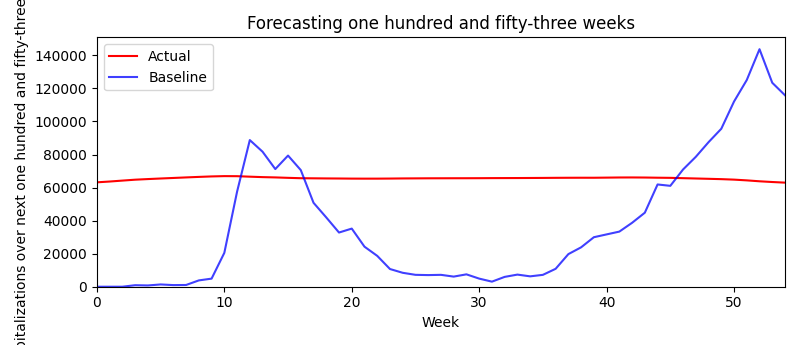 Forecasting one hundred and fifty-three weeks
Actual
Baseline
140000
120000
100000
80000
60000
40000
20000
0
0 10 20 30 40 50
Week
pitalizations over next one hundred and fifty-three